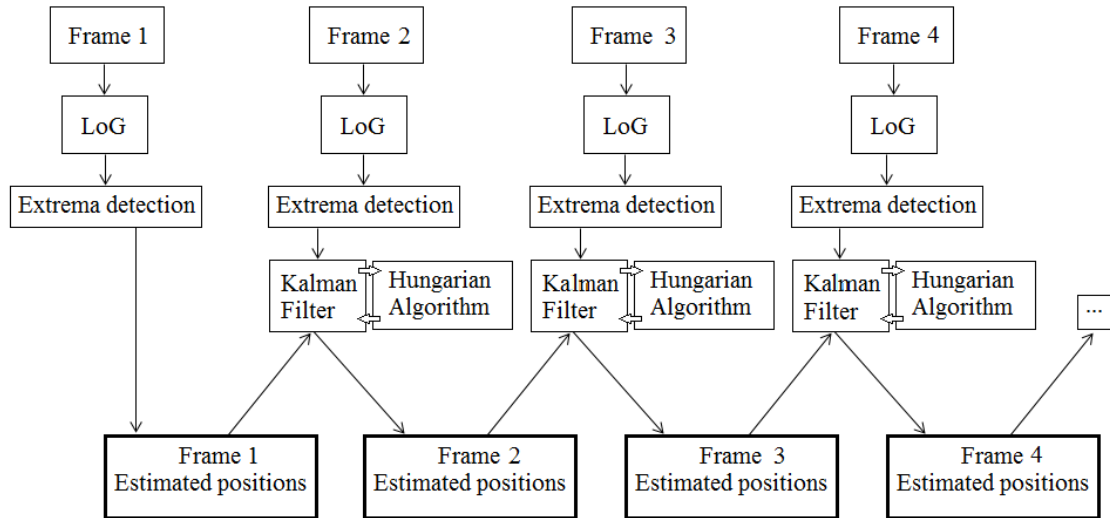 Frame 1
Frame 2
Frame 3
Frame 4
LoG
LoG
LoG
LoG
Extrema detection
Extrema detection
Extrema detection
Extrema detection
Kalman
Filter
Hungarian
Algorithm
Kalman
Filter
Hungarian
Algorithm
Kalman
Filter
Hungarian
Algorithm
...
Frame 1
Estimated positions
Frame 2
Estimated positions
Frame 3
Estimated positions
Frame 4
Estimated positions